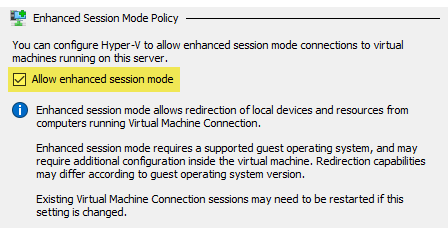 Enhanced Session Mode Policy
You can configure Hyper-V to allow enhanced session mode connections to virtual
machines running on this server.
Allow enhanced session mode
Enhanced session mode allows redirection of local devices and resources from
computers running Virtual Machine Connection.
Enhanced session mode requires a supported guest operating system, and may
require additional configuration inside the virtual machine. Redirection capabilities
may differ according to guest operating system version.
Existing Virtual Machine Connection sessions may need to be restarted if this
setting is changed.